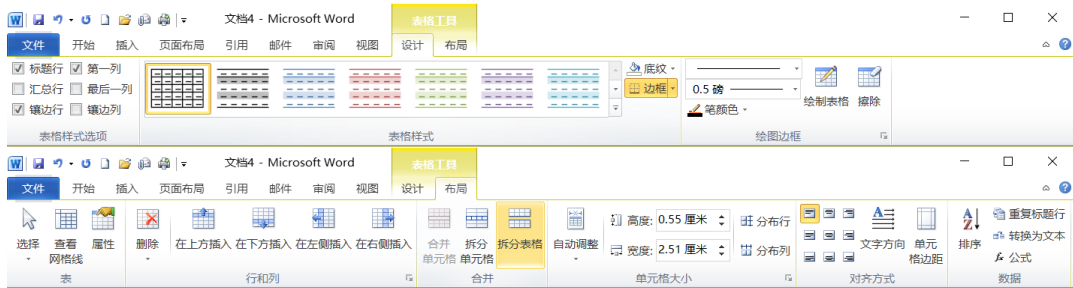 文档4 - Microsoft Word 表格工具
文件 开始 插入 页面布局 引用 邮件 审阅 视图 设计 布局
标题行 第一列 底纹
汇总行 最后一列 边框 0.5 磅
镶边行 镶边列 笔颜色 绘制表格 擦除
表格样式选项 表格样式 绘图边框
文档4 - Microsoft Word 表格工具
文件 开始 插入 页面布局 引用 邮件 审阅 视图 设计 布局
高度: 0.55 厘米 分布行 重复标题行
选择 查看网格线 属性 删除 在上方插入 在下方插入 在左侧插入 在右侧插入 合并单元格 拆分单元格 拆分表格 自动调整 文字方向 单元格边距 排序 转换为文本
宽度: 2.51 厘米 分布列 公式
表 行和列 合并 单元格大小 对齐方式 数据